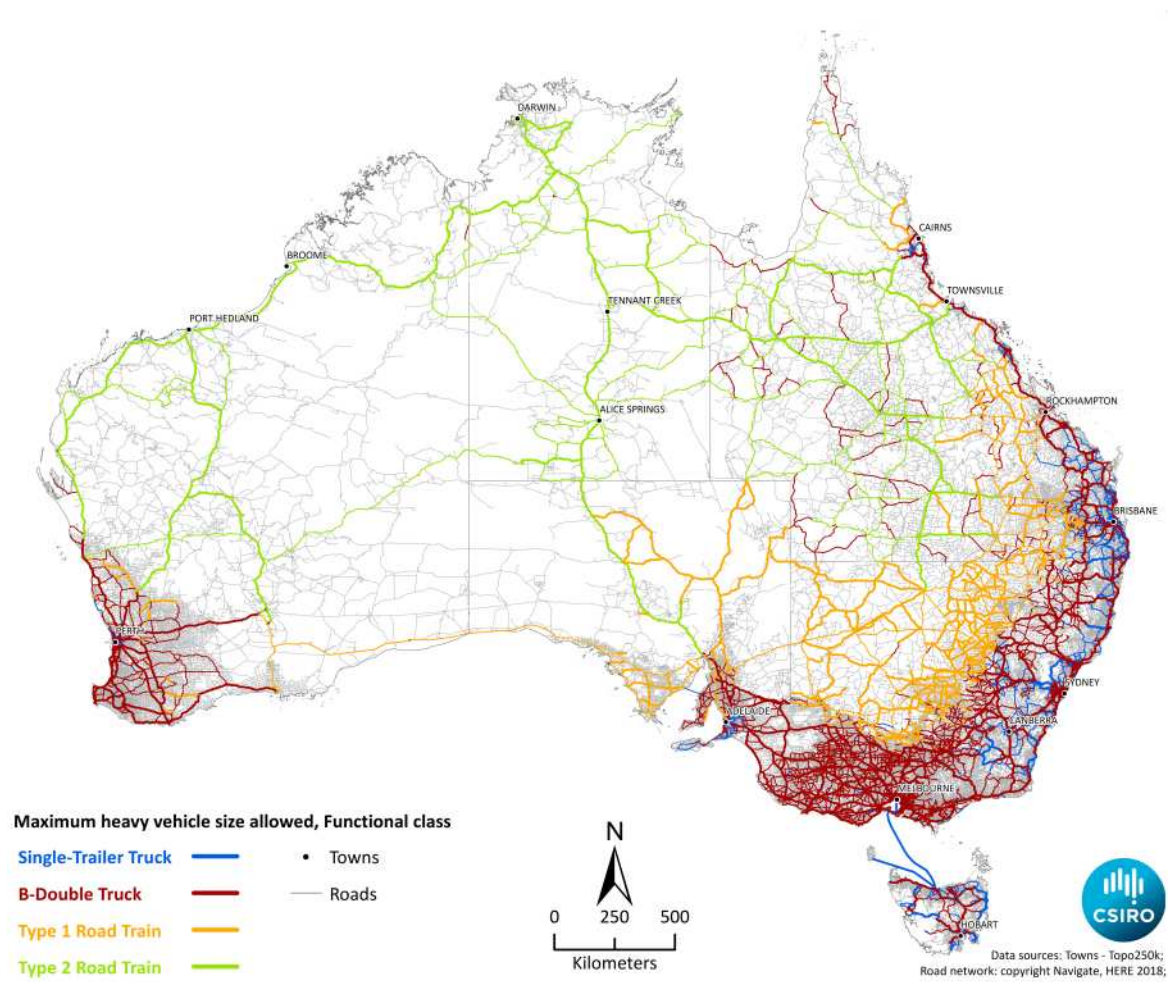 DARWIN
CAIRNS
BROOME
TOWNSVILLE
TENNANT CREEK
PORT HEDLAND
ROCKHAMPTON
ALICE SPRINGS
BRISBANE
PERTH
SYDNEY
ADELAIDE
CANBERRA
MELBOURNE
HOBART
Maximum heavy vehicle size allowed, Functional class
Single-Trailer Truck
Towns
B-Double Truck
Roads
Type 1 Road Train
Type 2 Road Train
N
0 250 500
Kilometers
CSIRO
Data sources: Towns - Topo250k;
Road network: copyright Navigate, HERE 2018;